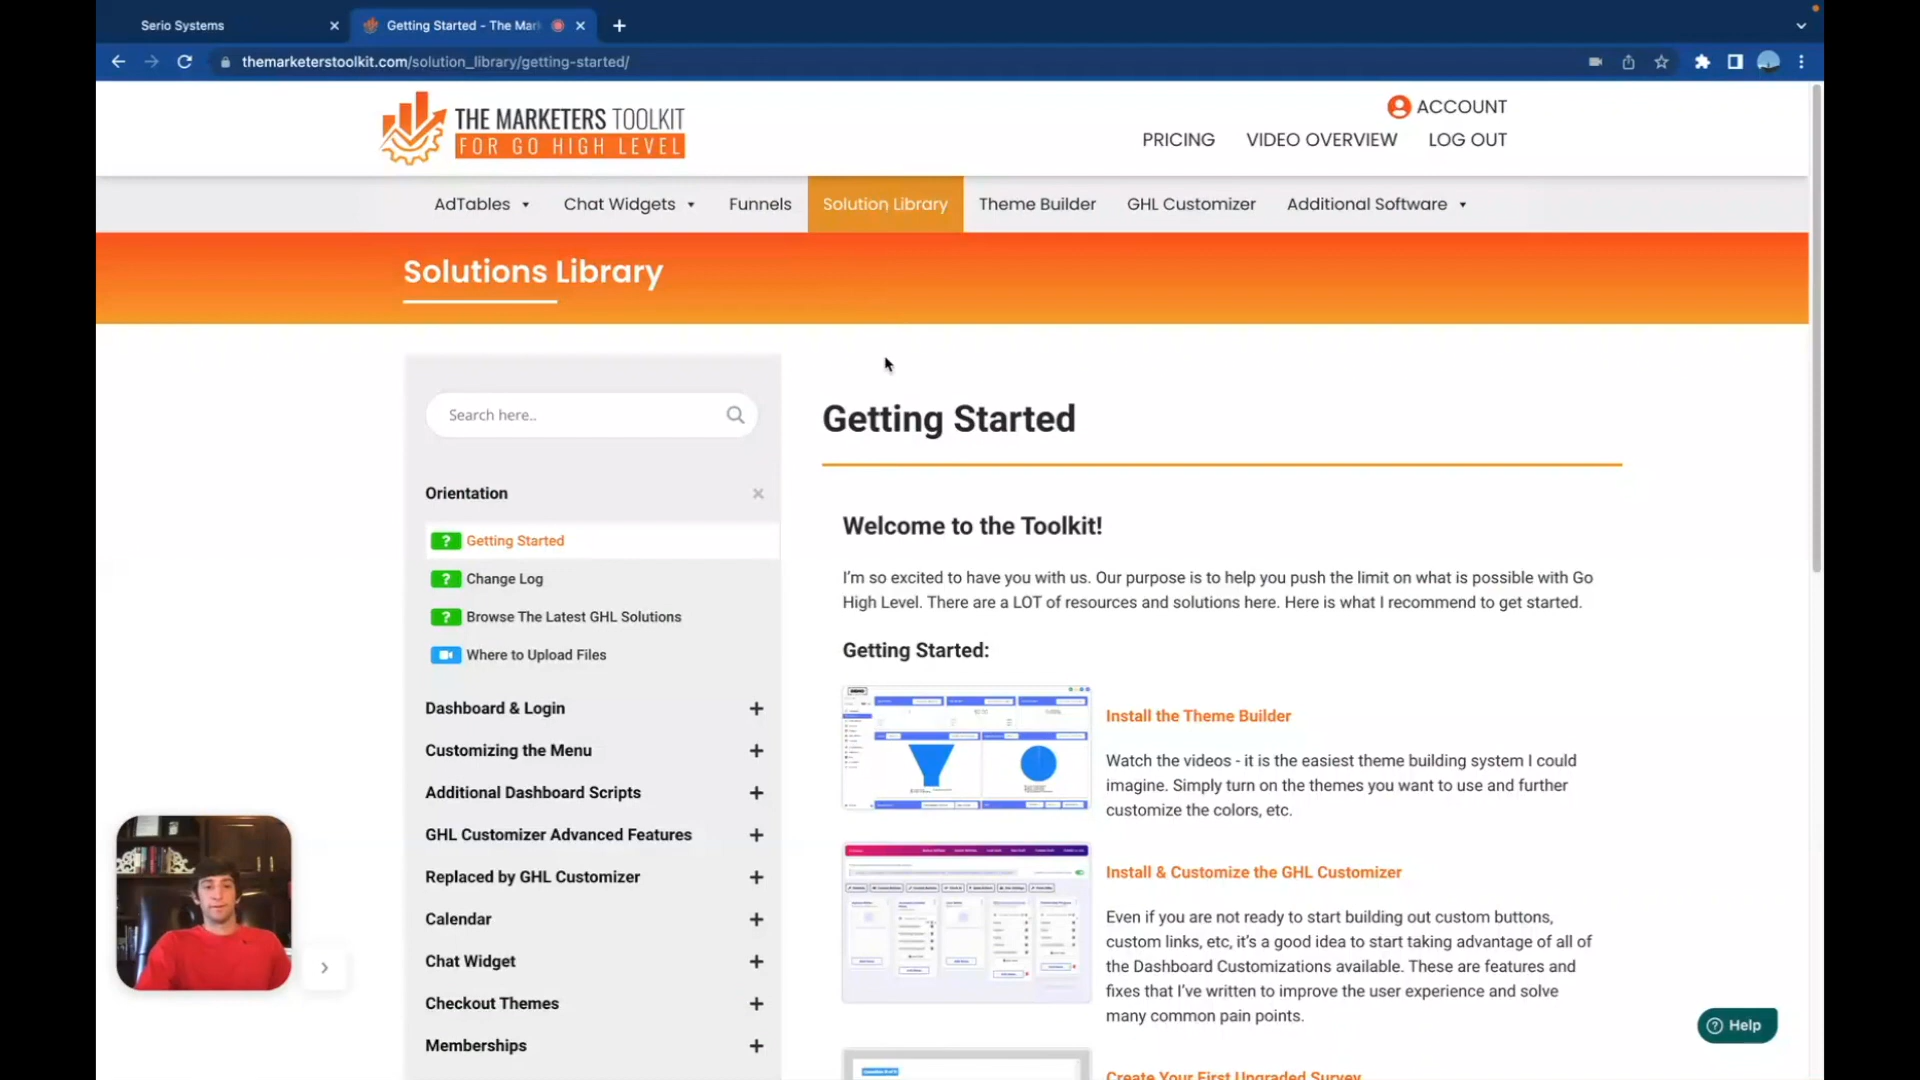 Serio Systems
Getting Started - The Mar
themarketerstoolkit.com/solution_library/getting-started/
THE MARKETERS TOOLKIT
FOR GO HIGH LEVEL
ACCOUNT
PRICING VIDEO OVERVIEW LOG OUT
AdTables Chat Widgets Funnels Solution Library Theme Builder GHL Customizer Additional Software
Solutions Library
Search here..
Orientation
Getting Started
Change Log
Browse The Latest GHL Solutions
Where to Upload Files
Dashboard & Login
Customizing the Menu
Additional Dashboard Scripts
GHL Customizer Advanced Features
Replaced by GHL Customizer
Calendar
Chat Widget
Checkout Themes
Memberships
Getting Started
Welcome to the Toolkit!
I'm so excited to have you with us. Our purpose is to help you push the limit on what is possible with Go
High Level. There are a LOT of resources and solutions here. Here is what I recommend to get started.
Getting Started:
Install the Theme Builder
Watch the videos - it is the easiest theme building system I could
imagine. Simply turn on the themes you want to use and further
customize the colors, etc.
Install & Customize the GHL Customizer
Even if you are not ready to start building out custom buttons,
custom links, etc, it's a good idea to start taking advantage of all of
the Dashboard Customizations available. These are features and
fixes that I've written to improve the user experience and solve
many common pain points.
Create Your First Upgraded Survey
Help